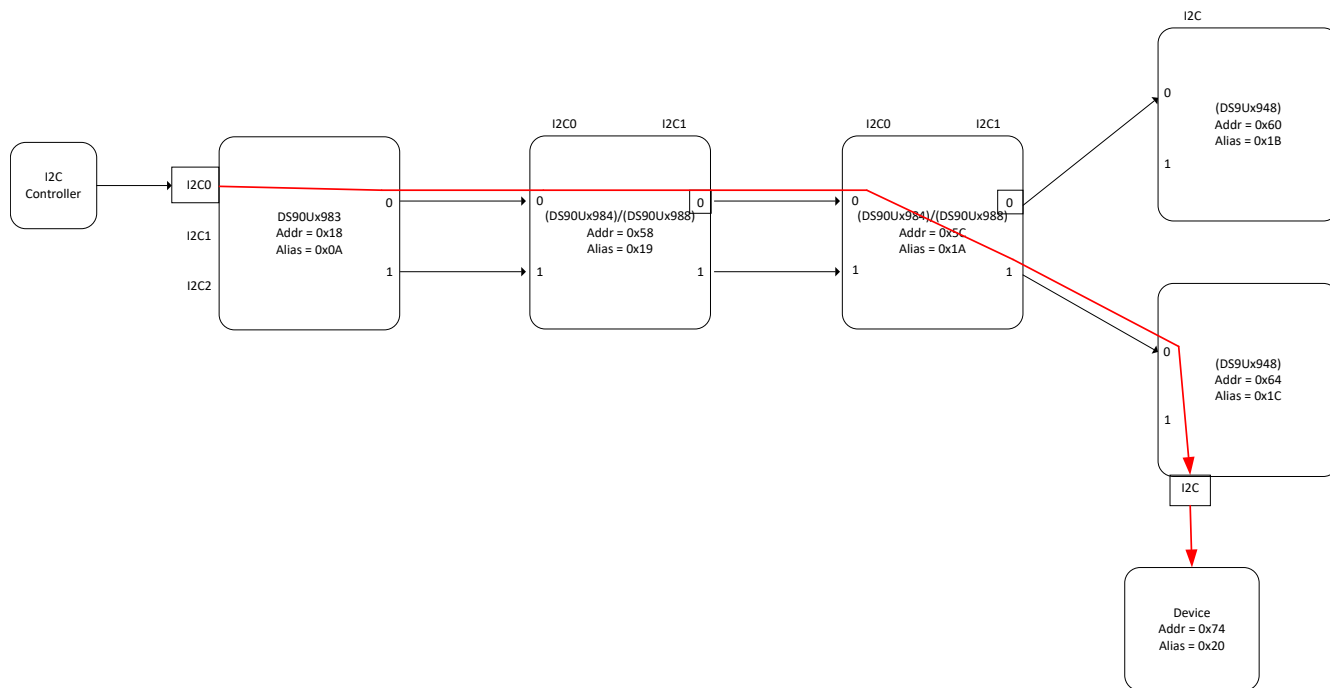 I2C
Controller
I2C0
I2C1
I2C2
DS90Ux983
Addr = 0x18
Alias = 0x0A
0
1
I2C0
I2C1
0
0
(DS90Ux984)/(DS90Ux988)
Addr = 0x58
Alias = 0x19
1
1
I2C0
I2C1
0
0
(DS90Ux984)/(DS90Ux988)
Addr = 0x5C
Alias = 0x1A
1
1
I2C
0
(DS9Ux948)
Addr = 0x60
Alias = 0x1B
1
0
(DS9Ux948)
Addr = 0x64
Alias = 0x1C
1
I2C
Device
Addr = 0x74
Alias = 0x20